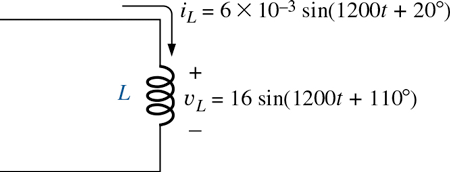 i_L = 6 × 10⁻³ sin(1200t + 20°)
+
L
v_L = 16 sin(1200t + 110°)
−